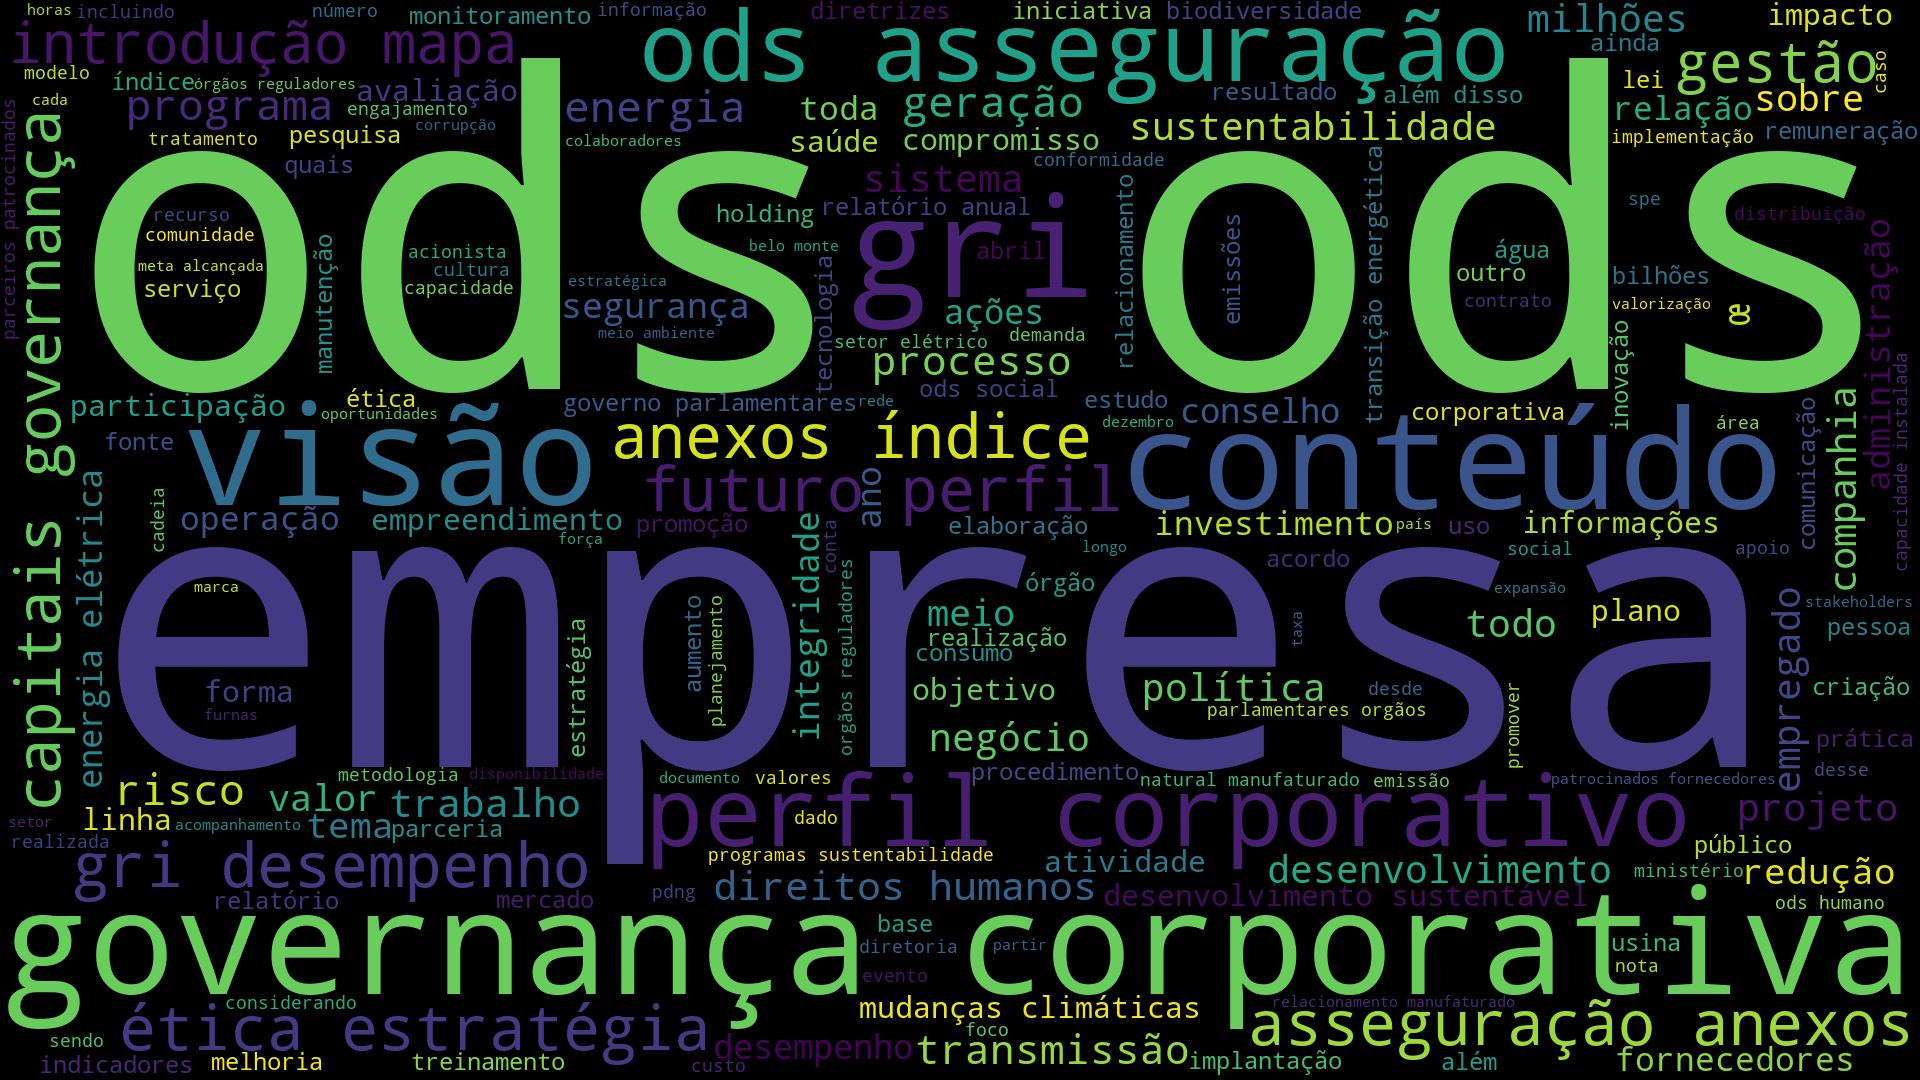 horas
incluindo
número
monitoramento
informação
diretrizes
iniciativa
biodiversidade
milhões
impacto
introdução mapa
ods asseguração
ainda
gestão
caso
modelo
índice
órgãos reguladores
avaliação
energia
toda
geração
resultado
além disso
lei
sobre
cada
programa
engajamento
relação
parceiros patrocinados
capitais governança
tratamento
pesquisa
corrupção
colaboradores
saúde
compromisso
sustentabilidade
implementação
remuneração
quais
conformidade
ods ods
sistema
relacionamento
transição energética
spe
recurso
holding
relatório anual
gri
emissões
distribuição
administração
comunidade
manutenção
acionista
belo monte
abril
água
meta alcançada
cultura
tecnologia
outro
bilhões
serviço
capacidade
estratégica
segurança
ações
contrato
valorização
æ
meio ambiente
setor elétrico
demanda
inovação
processo
capacidade instalada
participação
ética
oportunidades
governo parlamentares
rede
ods social
estudo
conselho
corporativa
companhia
fonte
visão
anexos índice
dezembro
conteúdo
área
comunicação
energia elétrica
cadeia
futuro perfil
ano
operação
empreendimento
promoção
integridade
conta
elaboração
investimento
país
uso
informações
força
longo
social
apoio
empresa
órgãos reguladores
acordo
marca
estratégia
aumento
planejamento
órgão
expansão
empregado
stakeholders
meio
todo
plano
realização
taxa
pessoa
consumo
forma
objetivo
política
desde
criação
furnas
parlamentares orgãos
promover
negócio
prática
metodologia
disponibilidade
documento
valores
procedimento
natural manufaturado
emissão
patrocinados fornecedores
desse
risco
valor
trabalho
perfil corporativo
projeto
setor
linha
acompanhamento
tema
parceria
dado
realizada
gri desempenho
programas sustentabilidade
atividade
desenvolvimento
público
ministério
redução
relatório
mercado
pdng
direitos humanos
desenvolvimento sustentável
ods humano
governança corporativa
base
diretoria
partir
usina
nota
evento
considerando
mudanças climáticas
relacionamento manufaturado
ética estratégia
foco
asseguração anexos
sendo
desempenho
transmissão
indicadores
melhoria
treinamento
custo
implantação
além
fornecedores